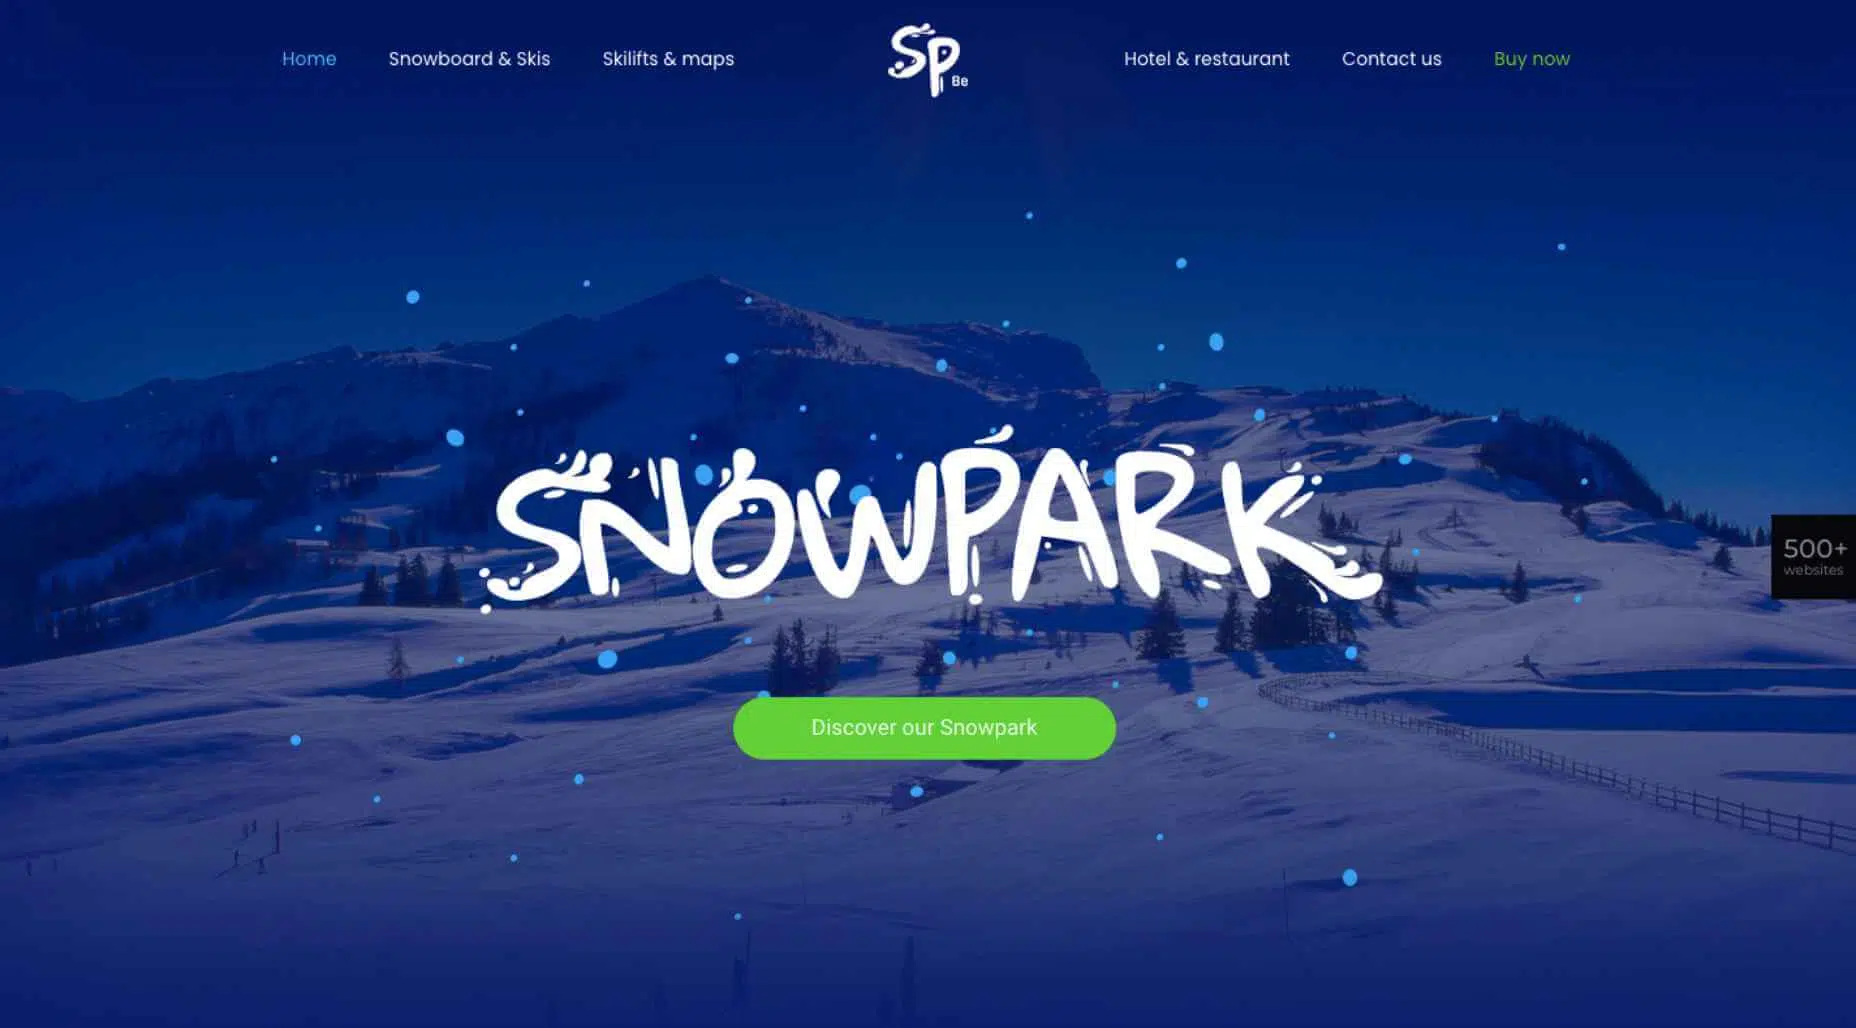 Home
Snowboard & Skis
Skilifts & maps
SP Be
Hotel & restaurant
Contact us
Buy now
SNOWPARK
500+
websites
Discover our Snowpark